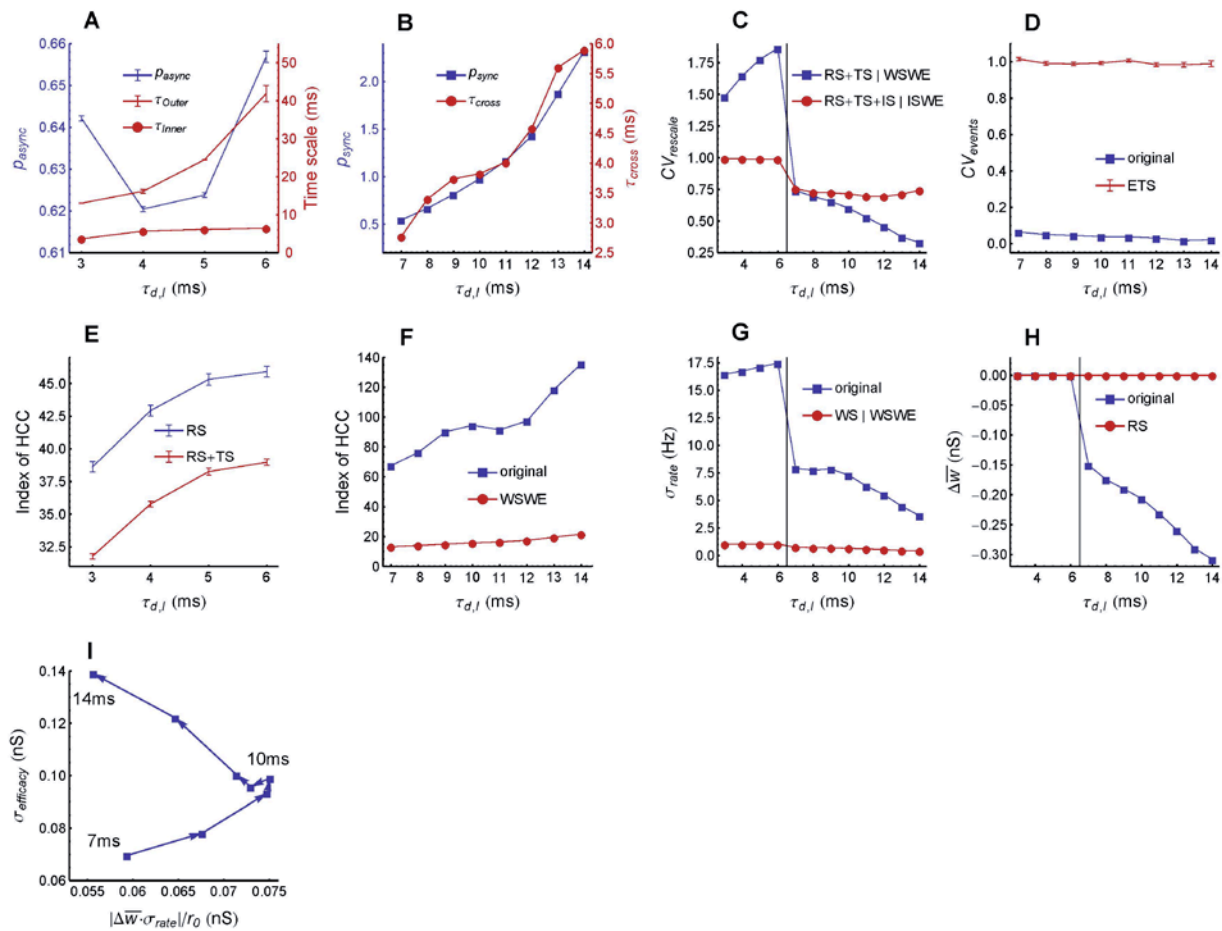 A
0.66
0.65
0.64
0.63
0.62
0.61
p_async
p_async
τ_Outer
τ_Inner
50
40
30
20
10
0
Time scale (ms)
3 4 5 6
τ_d,I (ms)
B
2.0
1.5
1.0
0.5
p_sync
p_sync
τ_cross
6.0
5.5
5.0
4.5
4.0
3.5
3.0
2.5
τ_cross (ms)
7 8 9 10 11 12 13 14
τ_d,I (ms)
C
1.75
1.50
1.25
1.00
0.75
0.50
0.25
CV_rescale
RS+TS | WSWE
RS+TS+IS | ISWE
4 6 8 10 12 14
τ_d,I (ms)
D
1.0
0.8
0.6
0.4
0.2
0.0
CV_events
original
ETS
7 8 9 10 11 12 13 14
τ_d,I (ms)
E
45.0
42.5
40.0
37.5
35.0
32.5
Index of HCC
RS
RS+TS
3 4 5 6
τ_d,I (ms)
F
140
120
100
80
60
40
20
0
Index of HCC
original
WSWE
7 8 9 10 11 12 13 14
τ_d,I (ms)
G
17.5
15.0
12.5
10.0
7.5
5.0
2.5
0.0
σ_rate (Hz)
original
WS | WSWE
4 6 8 10 12 14
τ_d,I (ms)
H
0.00
−0.05
−0.10
−0.15
−0.20
−0.25
−0.30
Δw̅ (nS)
original
RS
4 6 8 10 12 14
τ_d,I (ms)
I
0.14
0.12
0.10
0.08
0.06
σ_efficacy (nS)
14ms
10ms
7ms
0.055 0.06 0.065 0.07 0.075
|Δw̅·σ_rate|/r_0 (nS)